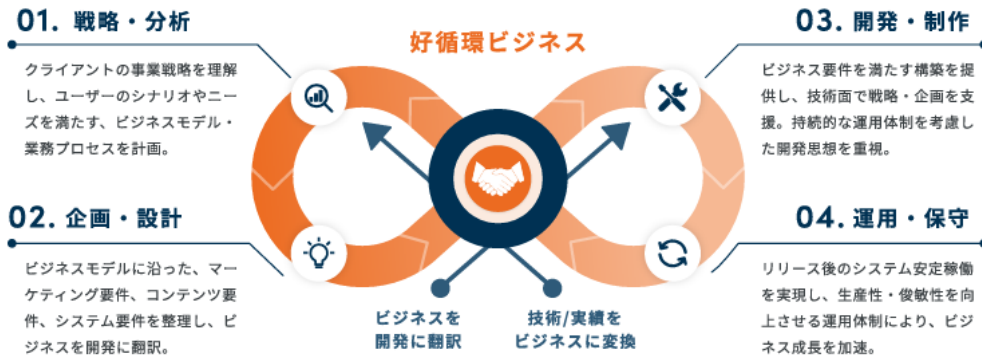 01. 戦略・分析
クライアントの事業戦略を理解
し、ユーザーのシナリオやニー
ズを満たす、ビジネスモデル・
業務プロセスを計画。
02. 企画・設計
ビジネスモデルに沿った、マー
ケティング要件、コンテンツ要
件、システム要件を整理し、ビ
ジネスを開発に翻訳。
好循環ビジネス
ビジネスを
開発に翻訳
技術/実績を
ビジネスに変換
03. 開発・制作
ビジネス要件を満たす構築を提
供し、技術面で戦略・企画を支
援。持続的な運用体制を考慮し
た開発思想を重視。
04. 運用・保守
リリース後のシステム安定稼働
を実現し、生産性・俊敏性を向
上させる運用体制により、ビジ
ネス成長を加速。